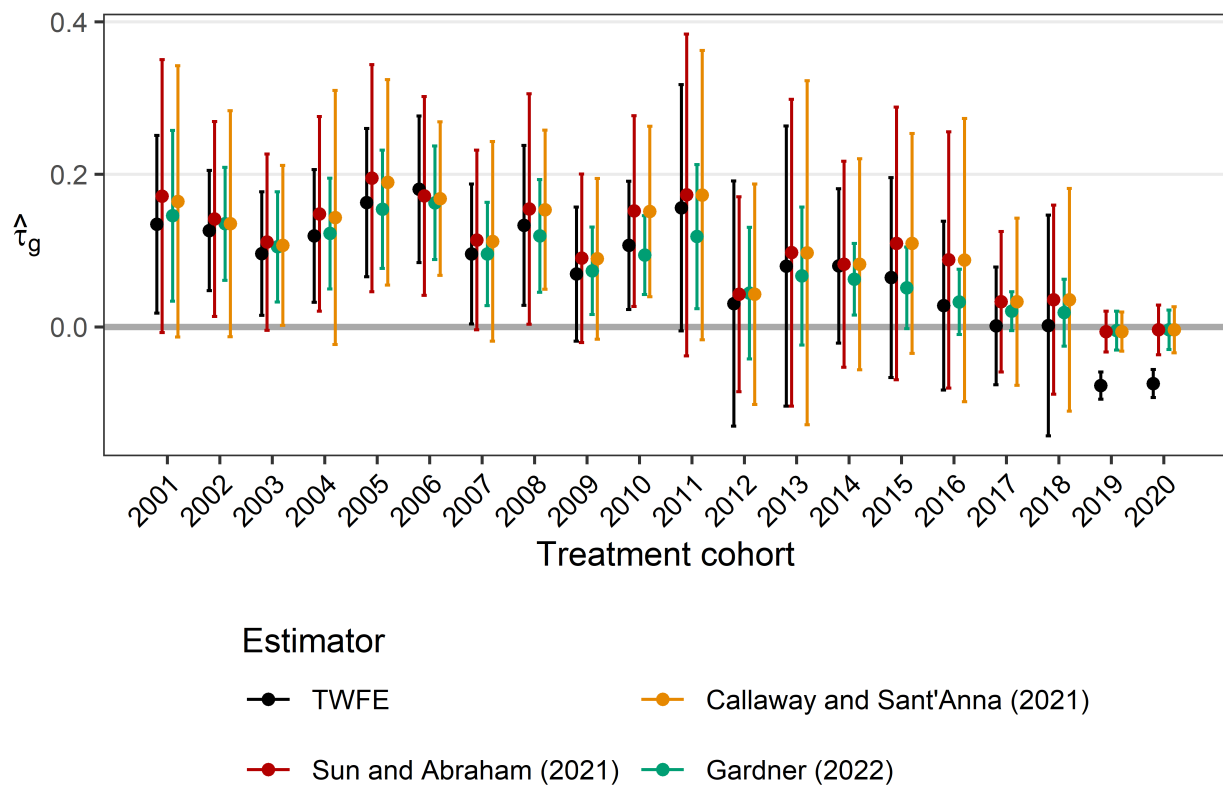 0.4
0.2
0.0
τ̂g
2001 2002 2003 2004 2005 2006 2007 2008 2009 2010 2011 2012 2013 2014 2015 2016 2017 2018 2019 2020
Treatment cohort
Estimator
TWFE Callaway and Sant'Anna (2021)
Sun and Abraham (2021) Gardner (2022)